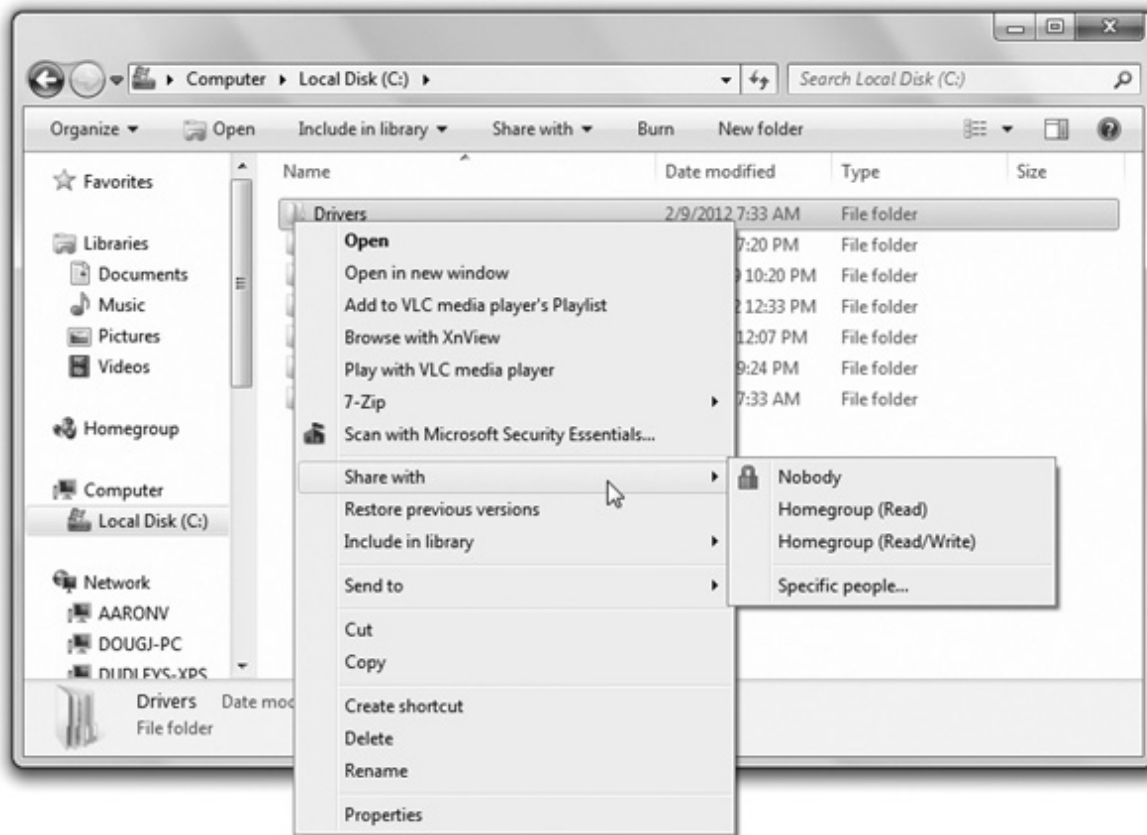 Computer Local Disk (C:) Search Local Disk (C:)
Organize Open Include in library Share with Burn New folder
Name Date modified Type Size
Favorites
Libraries
Documents
Music
Pictures
Videos
Homegroup
Computer
Local Disk (C:)
Network
AARONV
DOUGJ-PC
DUDLEYS-XPS
Drivers 2/9/2012 7:33 AM File folder
7:20 PM File folder
10:20 PM File folder
12:33 PM File folder
12:07 PM File folder
9:24 PM File folder
7:33 AM File folder
Open
Open in new window
Add to VLC media player's Playlist
Browse with XnView
Play with VLC media player
7-Zip
Scan with Microsoft Security Essentials...
Share with
Restore previous versions
Include in library
Send to
Cut
Copy
Create shortcut
Delete
Rename
Properties
Nobody
Homegroup (Read)
Homegroup (Read/Write)
Specific people...
Drivers Date mod
File folder